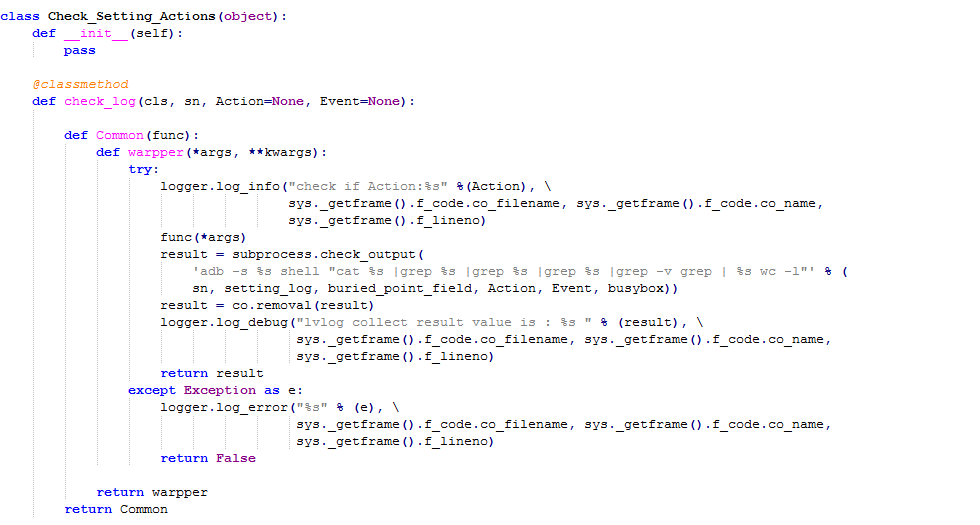 class Check_Setting_Actions(object):
    def __init__(self):
        pass

    @classmethod
    def check_log(cls, sn, Action=None, Event=None):

        def Common(func):
            def warpper(*args, **kwargs):
                try:
                    logger.log_info("check if Action:%s" %(Action), \
                                    sys._getframe().f_code.co_filename, sys._getframe().f_code.co_name,
                                    sys._getframe().f_lineno)
                    func(*args)
                    result = subprocess.check_output(
                        'adb -s %s shell "cat %s |grep %s |grep %s |grep %s |grep -v grep | %s wc -l"' % (
                        sn, setting_log, buried_point_field, Action, Event, busybox))
                    result = co.removal(result)
                    logger.log_debug("lvlog collect result value is : %s " % (result), \
                                     sys._getframe().f_code.co_filename, sys._getframe().f_code.co_name,
                                     sys._getframe().f_lineno)
                    return result
                except Exception as e:
                    logger.log_error("%s" % (e), \
                                     sys._getframe().f_code.co_filename, sys._getframe().f_code.co_name,
                                     sys._getframe().f_lineno)
                    return False

            return warpper
        return Common